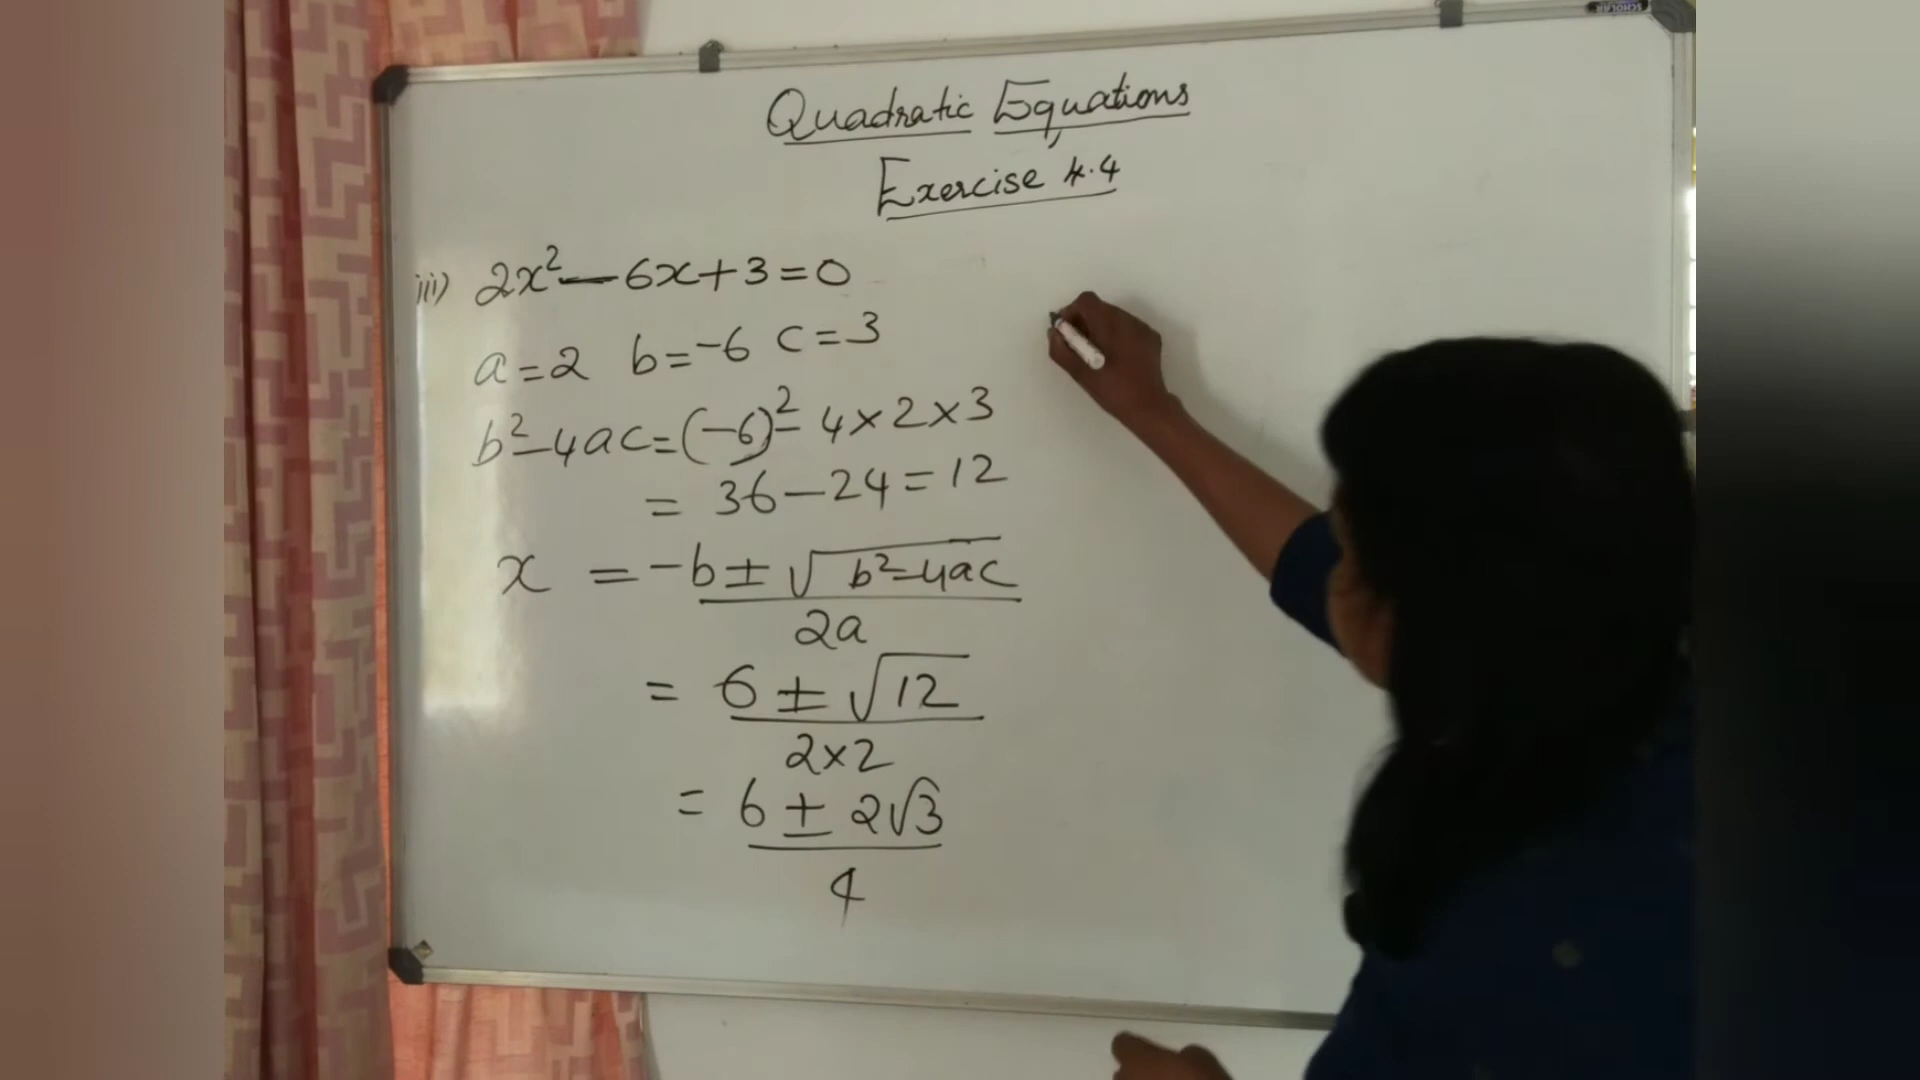 SCHOLAR
Quadratic Equations
Exercise 4.4
iii) 2x²-6x+3=0
a=2 b=-6 c=3
b²-4ac=(-6)²-4×2×3
= 36-24=12
x = -b±√b²-4ac
2a
= 6 ± √12
2×2
= 6 ± 2√3
4